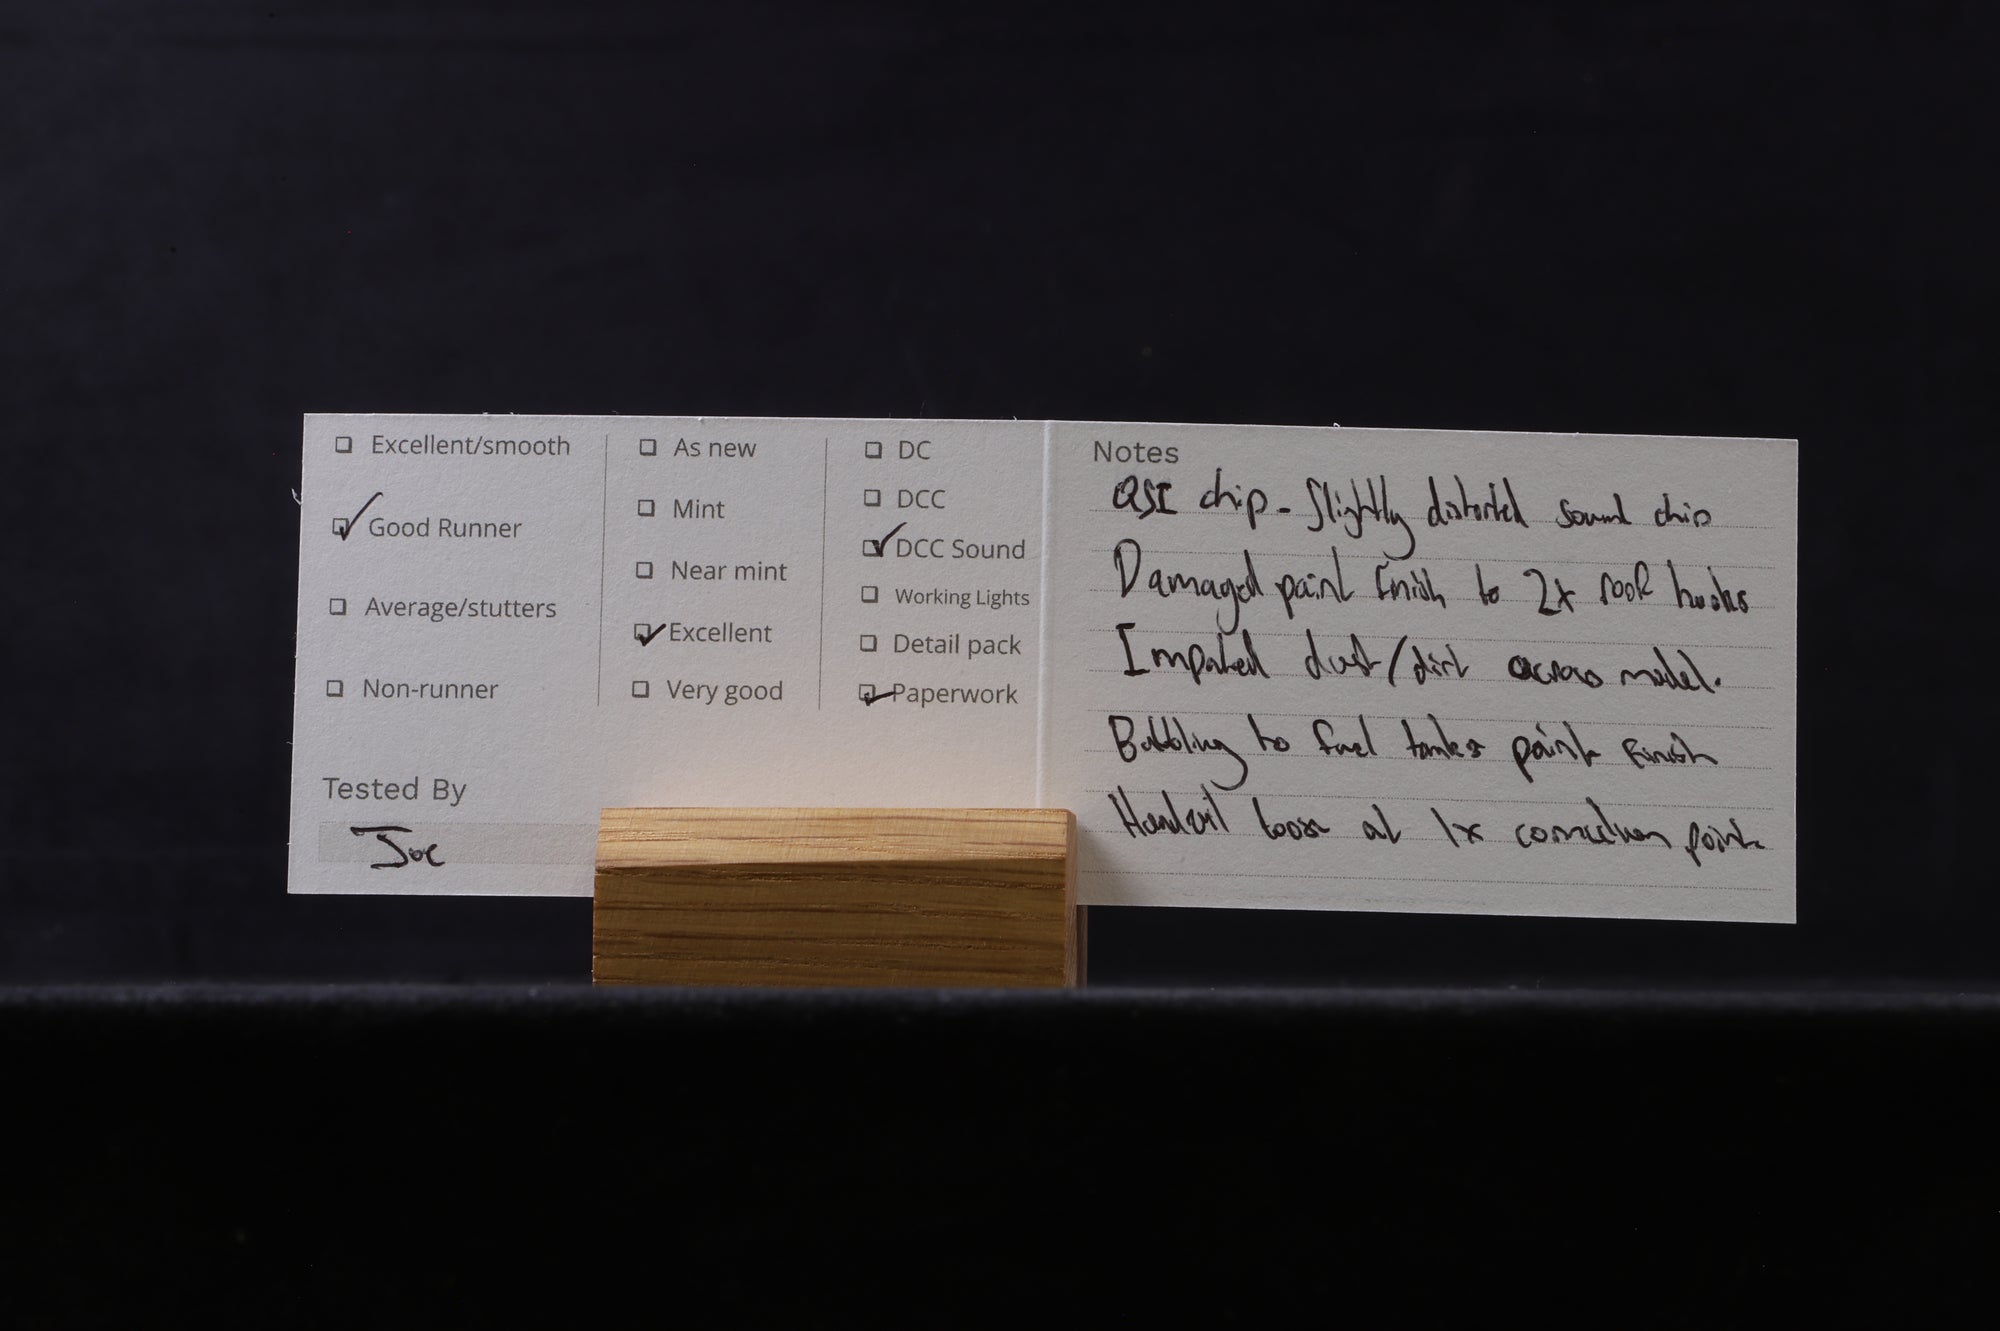 ☐ Excellent/smooth
☑ Good Runner
☐ Average/stutters
☐ Non-runner
☐ As new
☐ Mint
☐ Near mint
☑ Excellent
☐ Very good
☐ DC
☐ DCC
☑ DCC Sound
☐ Working Lights
☐ Detail pack
☑ Paperwork
Tested By
Joe
Notes
QSI chip - Slightly distorted sound chip
Damaged paint finish to 2x roof hooks
Impacted dust/dirt across model.
Bubbling to fuel tanks paint finish
Handrail loose at 1x connection point